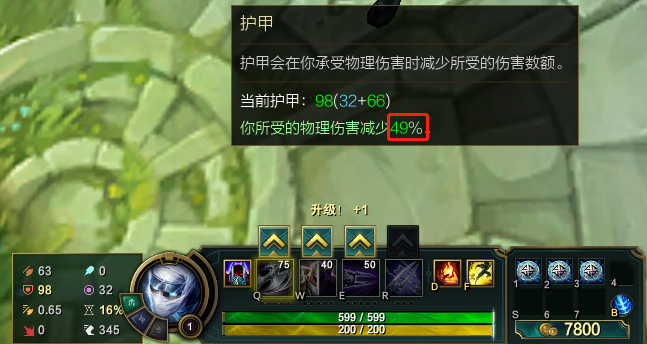 护甲
护甲会在你承受物理伤害时减少所受的伤害数额。
当前护甲：98(32+66)
你所受的物理伤害减少49%。
升级！ +1
63 0
98 32
0.65 16%
0 345
1
75 40 50
Q W E R D F
599 / 599
200 / 200
1 2 3 4
5 6 7 B
7800